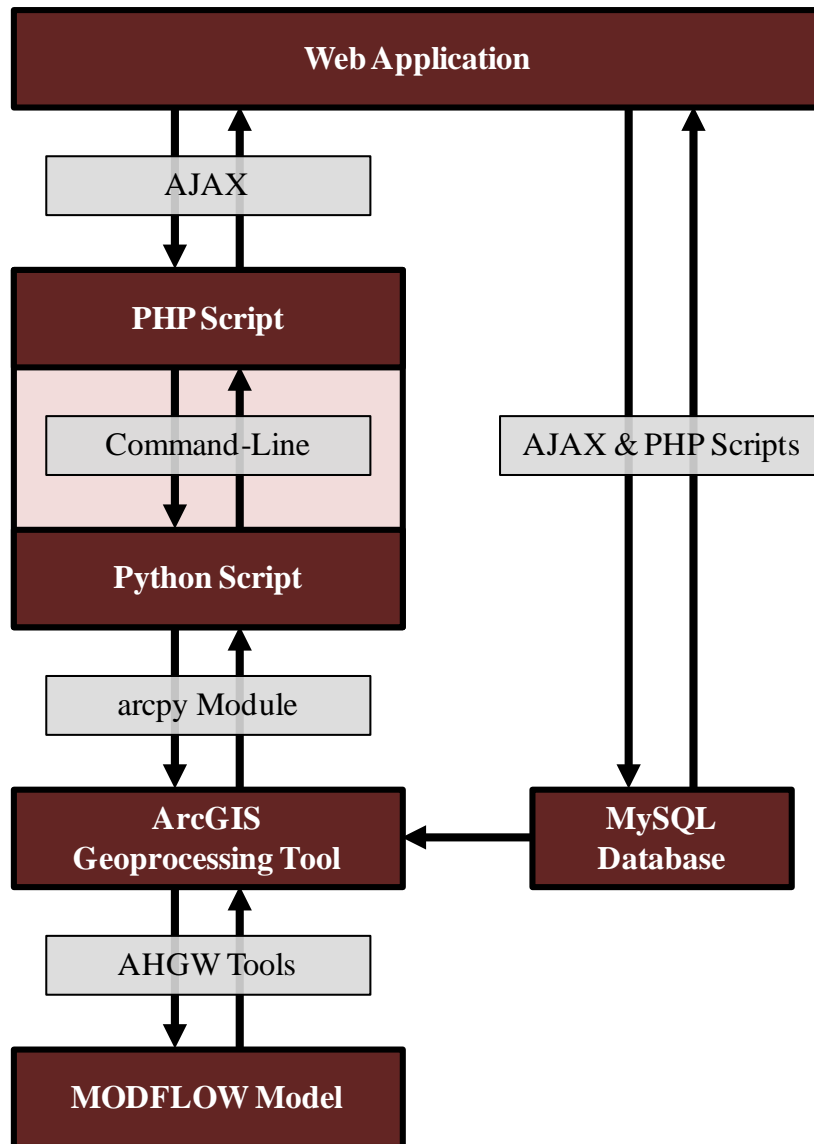 Web Application
AJAX
PHP Script
Command-Line
AJAX & PHP Scripts
Python Script
arcpy Module
ArcGIS
Geoprocessing Tool
MySQL
Database
AHGW Tools
MODFLOW Model